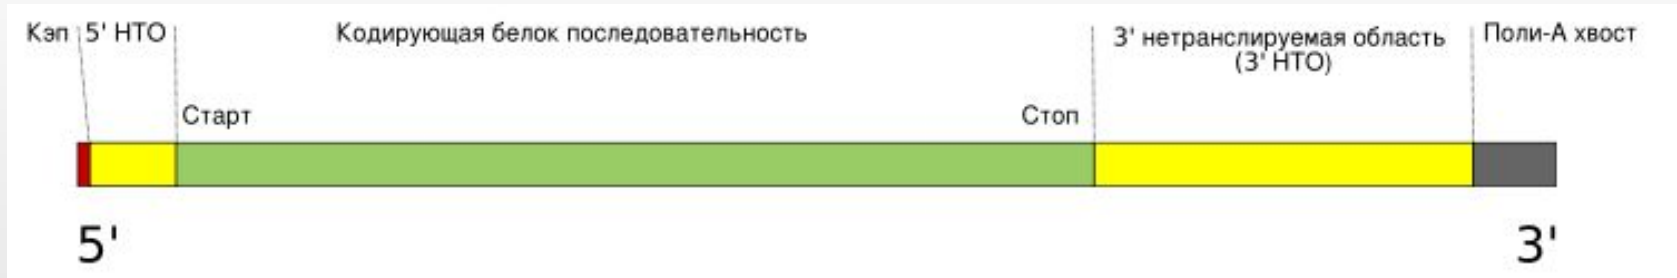 Кэп 5' НТО Кодирующая белок последовательность 3' нетранслируемая область Поли-А хвост
(3' НТО)
Старт Стоп
5' 3'